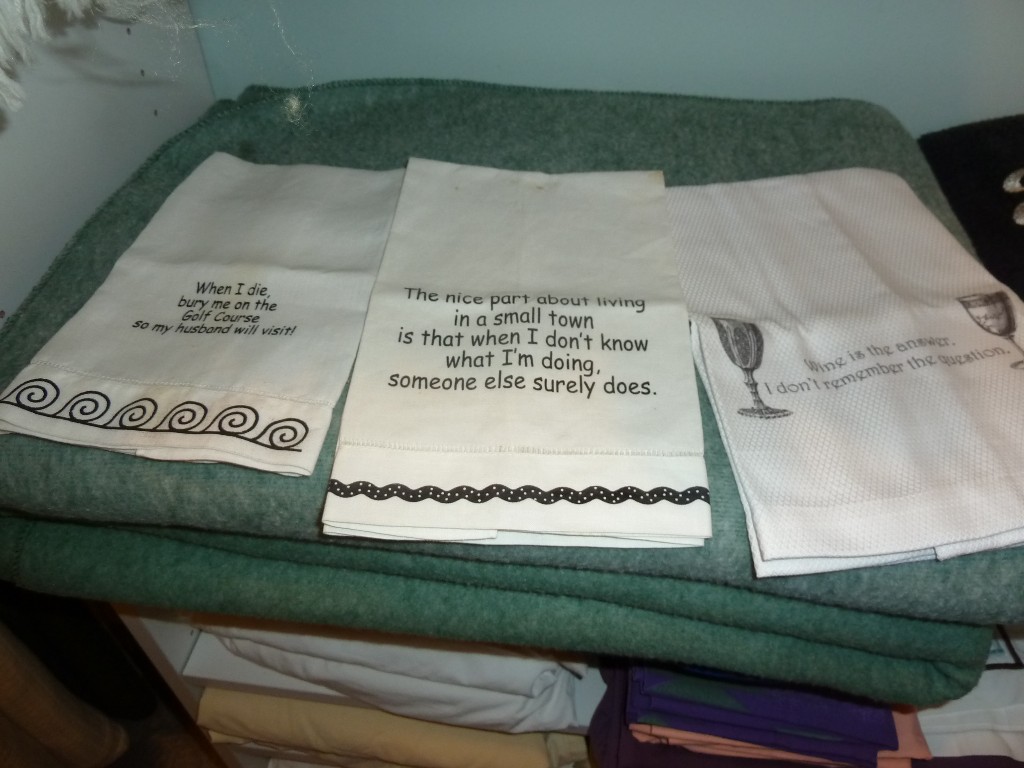 When I die,
bury me on the
Golf Course
so my husband will visit!
The nice part about living
in a small town
is that when I don't know
what I'm doing,
someone else surely does.
Wine is the answer,
I don't remember the question.